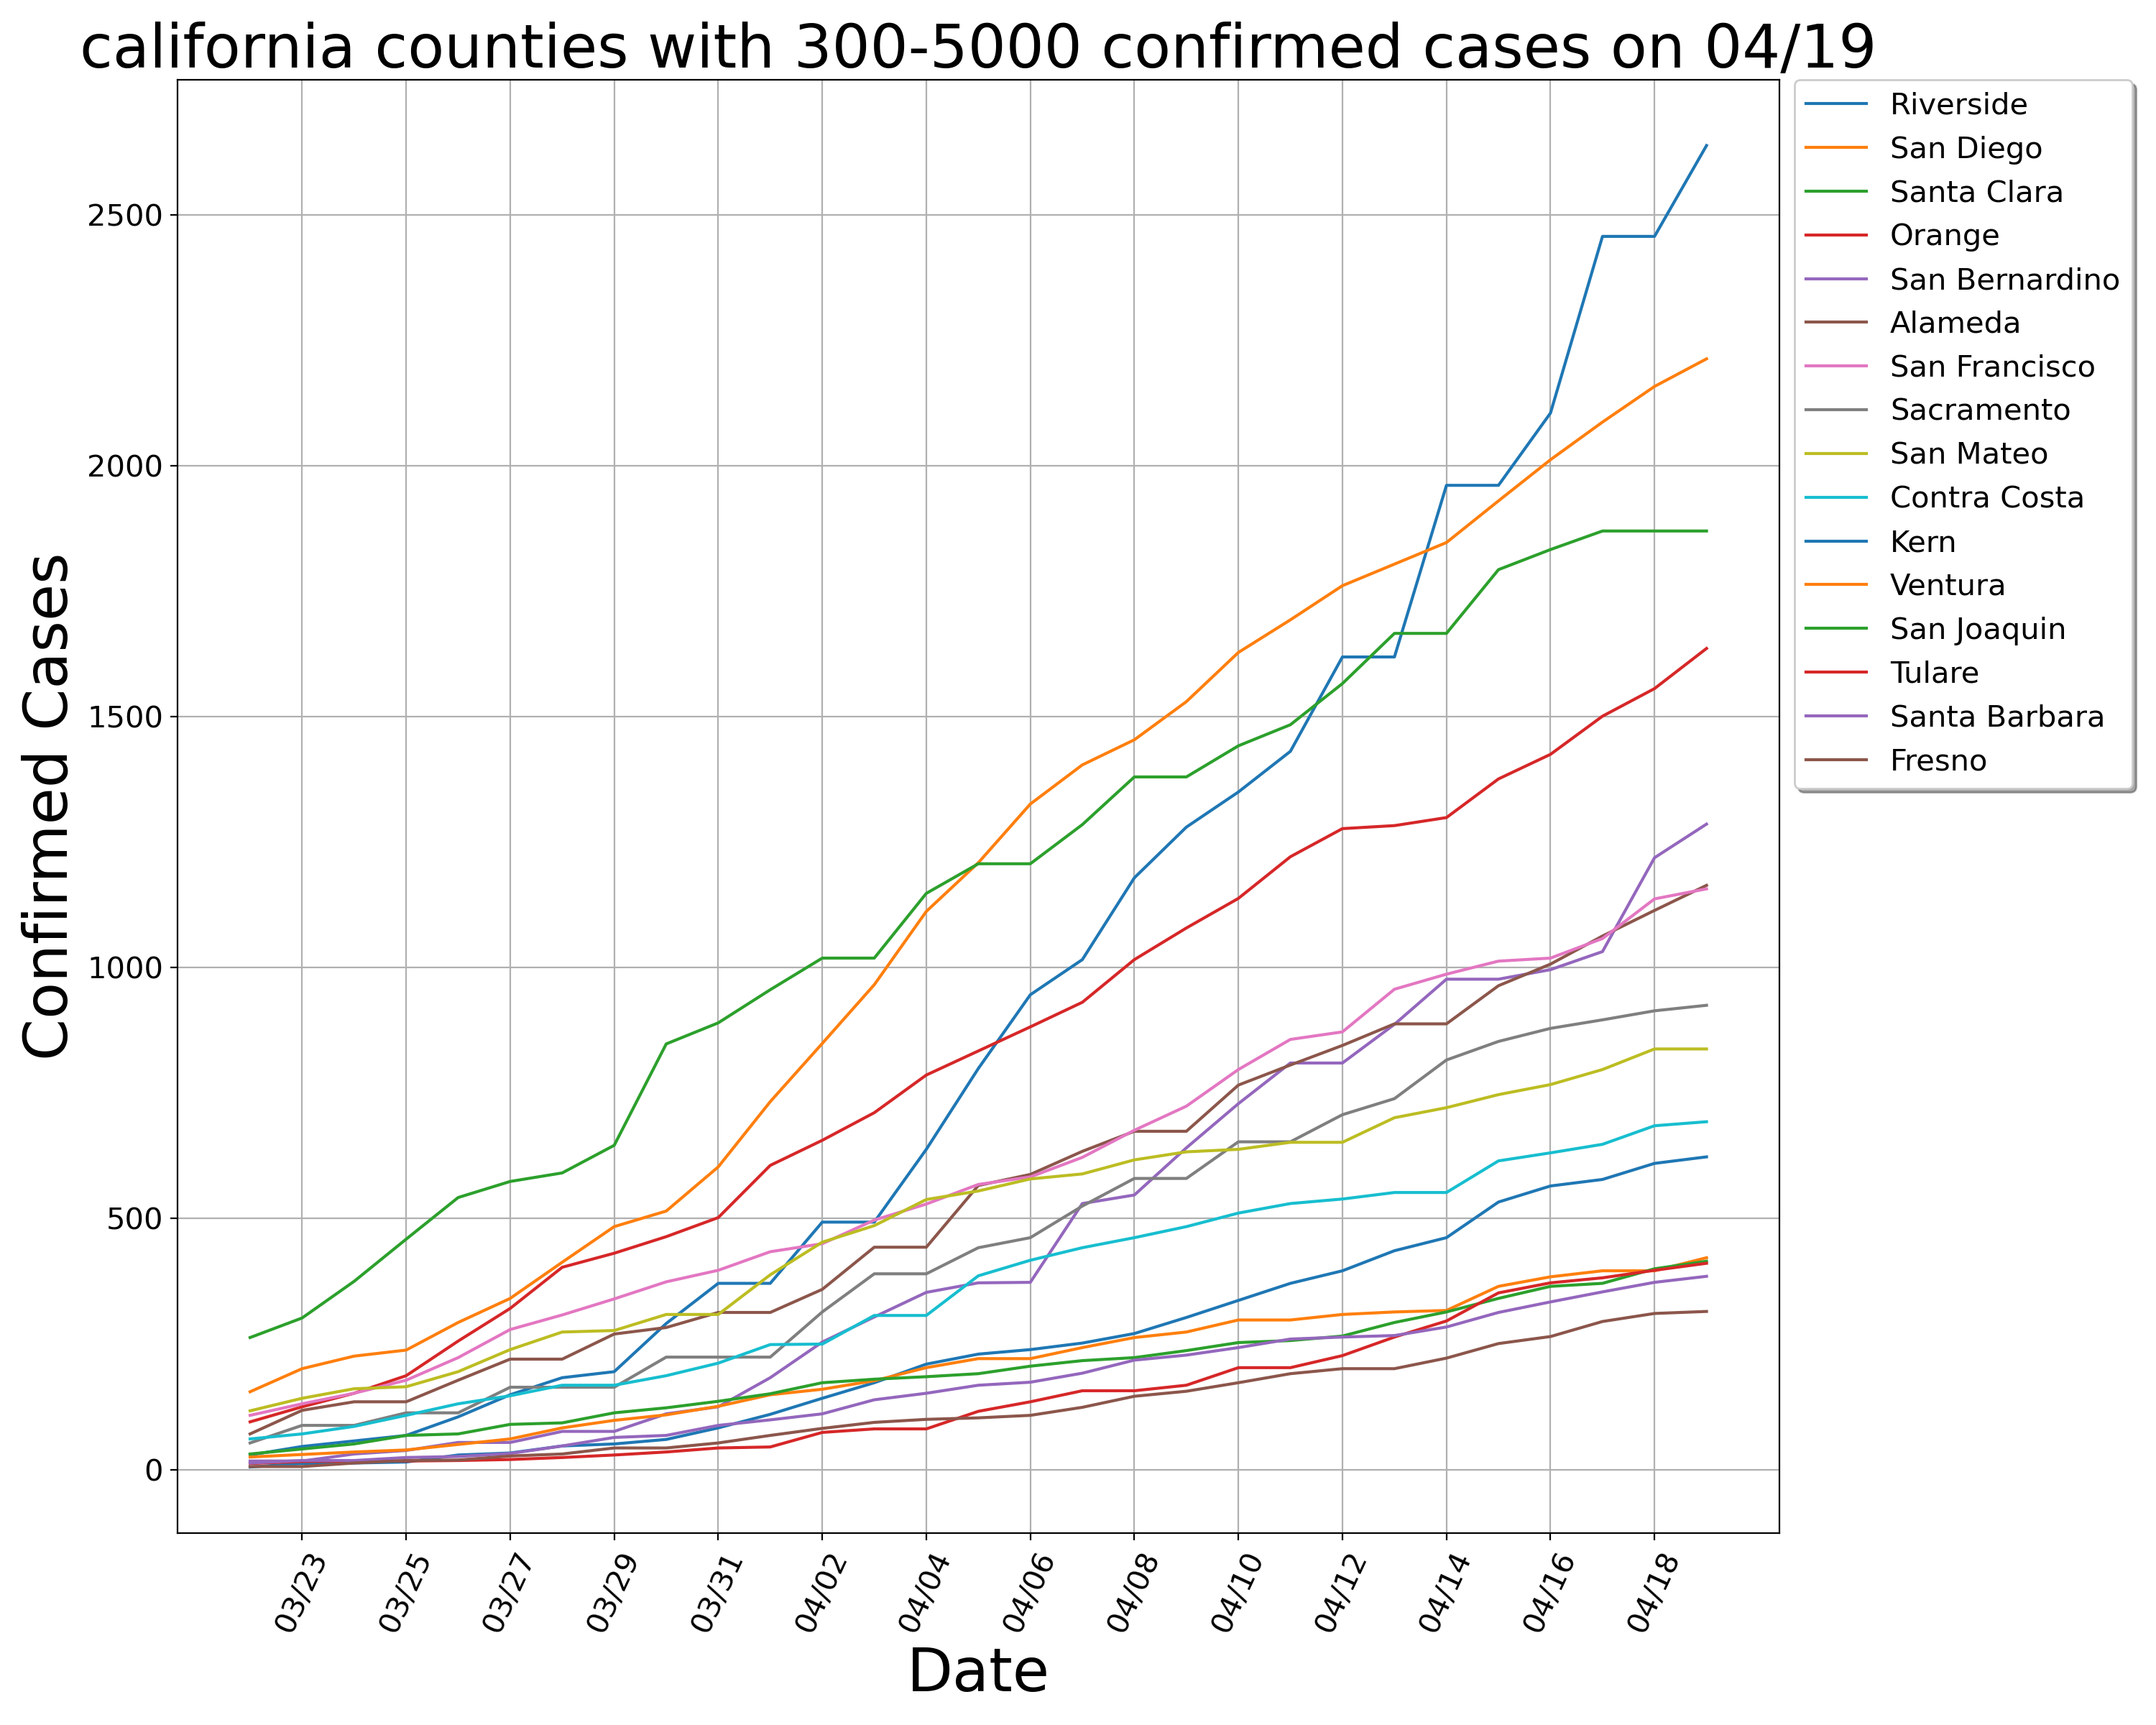 california counties with 300-5000 confirmed cases on 04/19
Riverside
San Diego
Santa Clara
Orange
San Bernardino
Alameda
San Francisco
Sacramento
San Mateo
Contra Costa
Kern
Ventura
San Joaquin
Tulare
Santa Barbara
Fresno
Confirmed Cases
2500
2000
1500
1000
500
0
03/23
03/25
03/27
03/29
03/31
04/02
04/04
04/06
04/08
04/10
04/12
04/14
04/16
04/18
Date